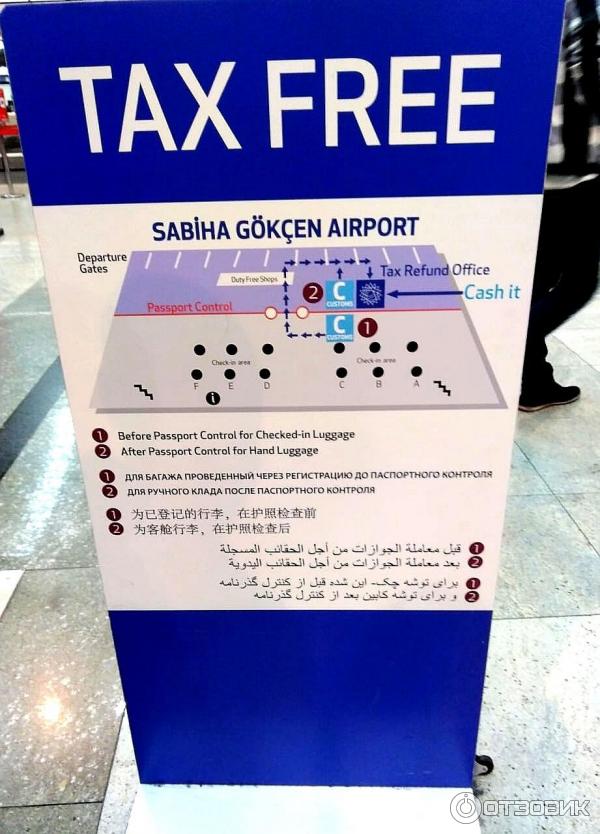 TAX FREE
SABİHA GÖKÇEN AIRPORT
Departure
Gates
Duty Free Shops
Tax Refund Office
2
C
CUSTOMS
Cash it
Passport Control
C
CUSTOMS
1
Check-in area
Check-in area
F E D C B A
i
1 Before Passport Control for Checked-in Luggage
2 After Passport Control for Hand Luggage
1 ДЛЯ БАГАЖА ПРОВЕДЕННЫЙ ЧЕРЕЗ РЕГИСТРАЦИЮ ДО ПАСПОРТНОГО КОНТРОЛЯ
2 ДЛЯ РУЧНОГО КЛАДА ПОСЛЕ ПАСПОРТНОГО КОНТРОЛЯ
1 为已登记的行李，在护照检查前
2 为客舱行李，在护照检查后
1 قبل معاملة الجوازات من أجل الحقائب المسجلة
2 بعد معاملة الجوازات من أجل الحقائب اليدوية
1 برای توشه چک- این شده قبل از کنترل گذرنامه
2 و برای توشه کابین بعد از کنترل گذرنامه
ОТЗОВИК